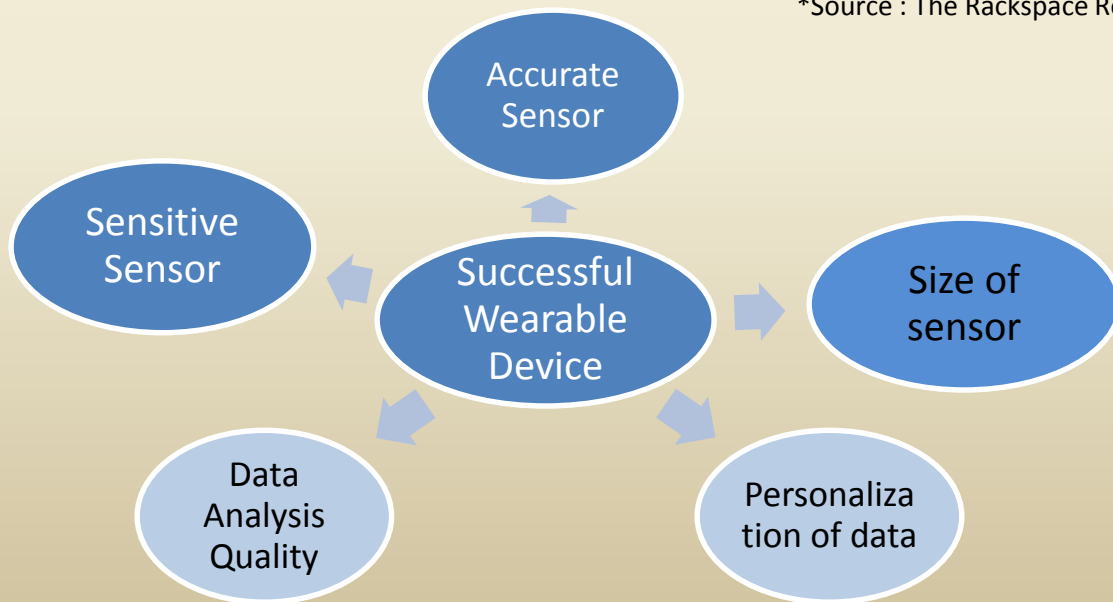 *Source : The Rackspace
Accurate
Sensor
Sensitive
Sensor
Successful
Wearable
Device
Size of
sensor
Data
Analysis
Quality
Personaliza
tion of data